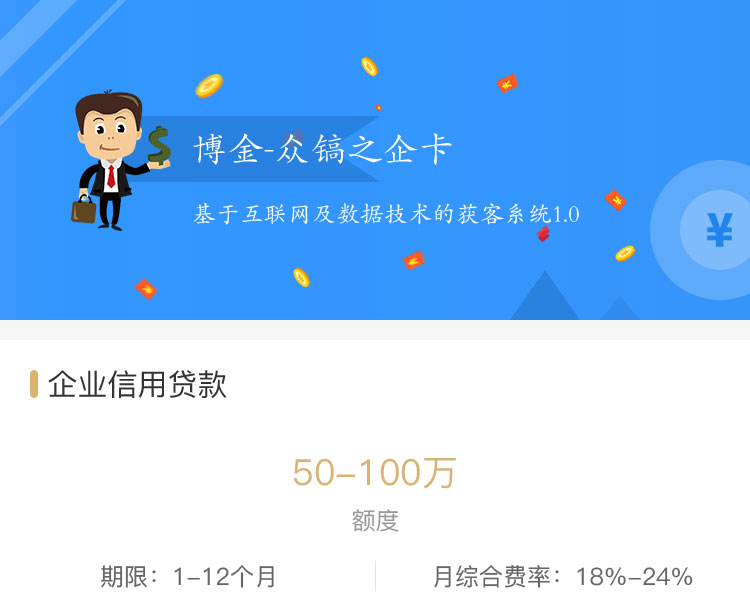 博金-众镐之企卡
基于互联网及数据技术的获客系统1.0
¥
企业信用贷款
50-100万
额度
期限：1-12个月
月综合费率：18%-24%